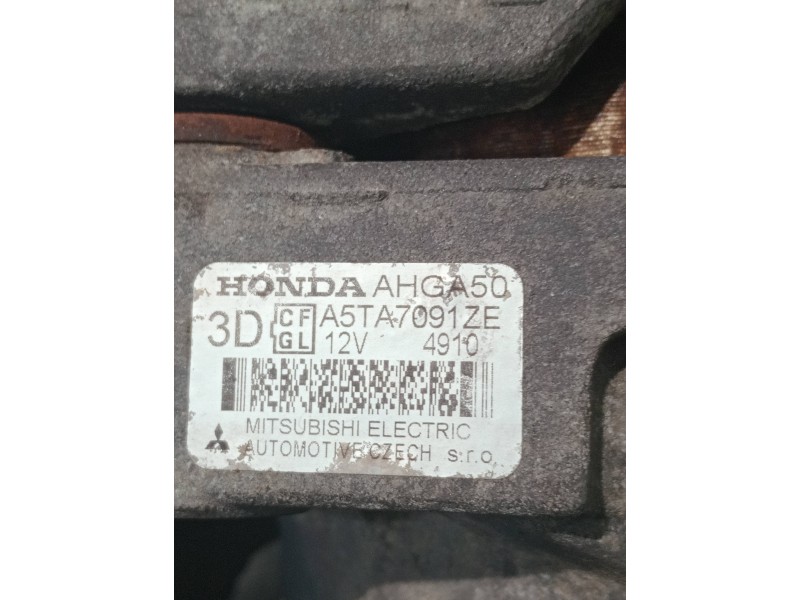 HONDA AHGA50
3D CF A5TA7091ZE
GL 12V 4910
MITSUBISHI ELECTRIC
AUTOMOTIVE CZECH s.r.o